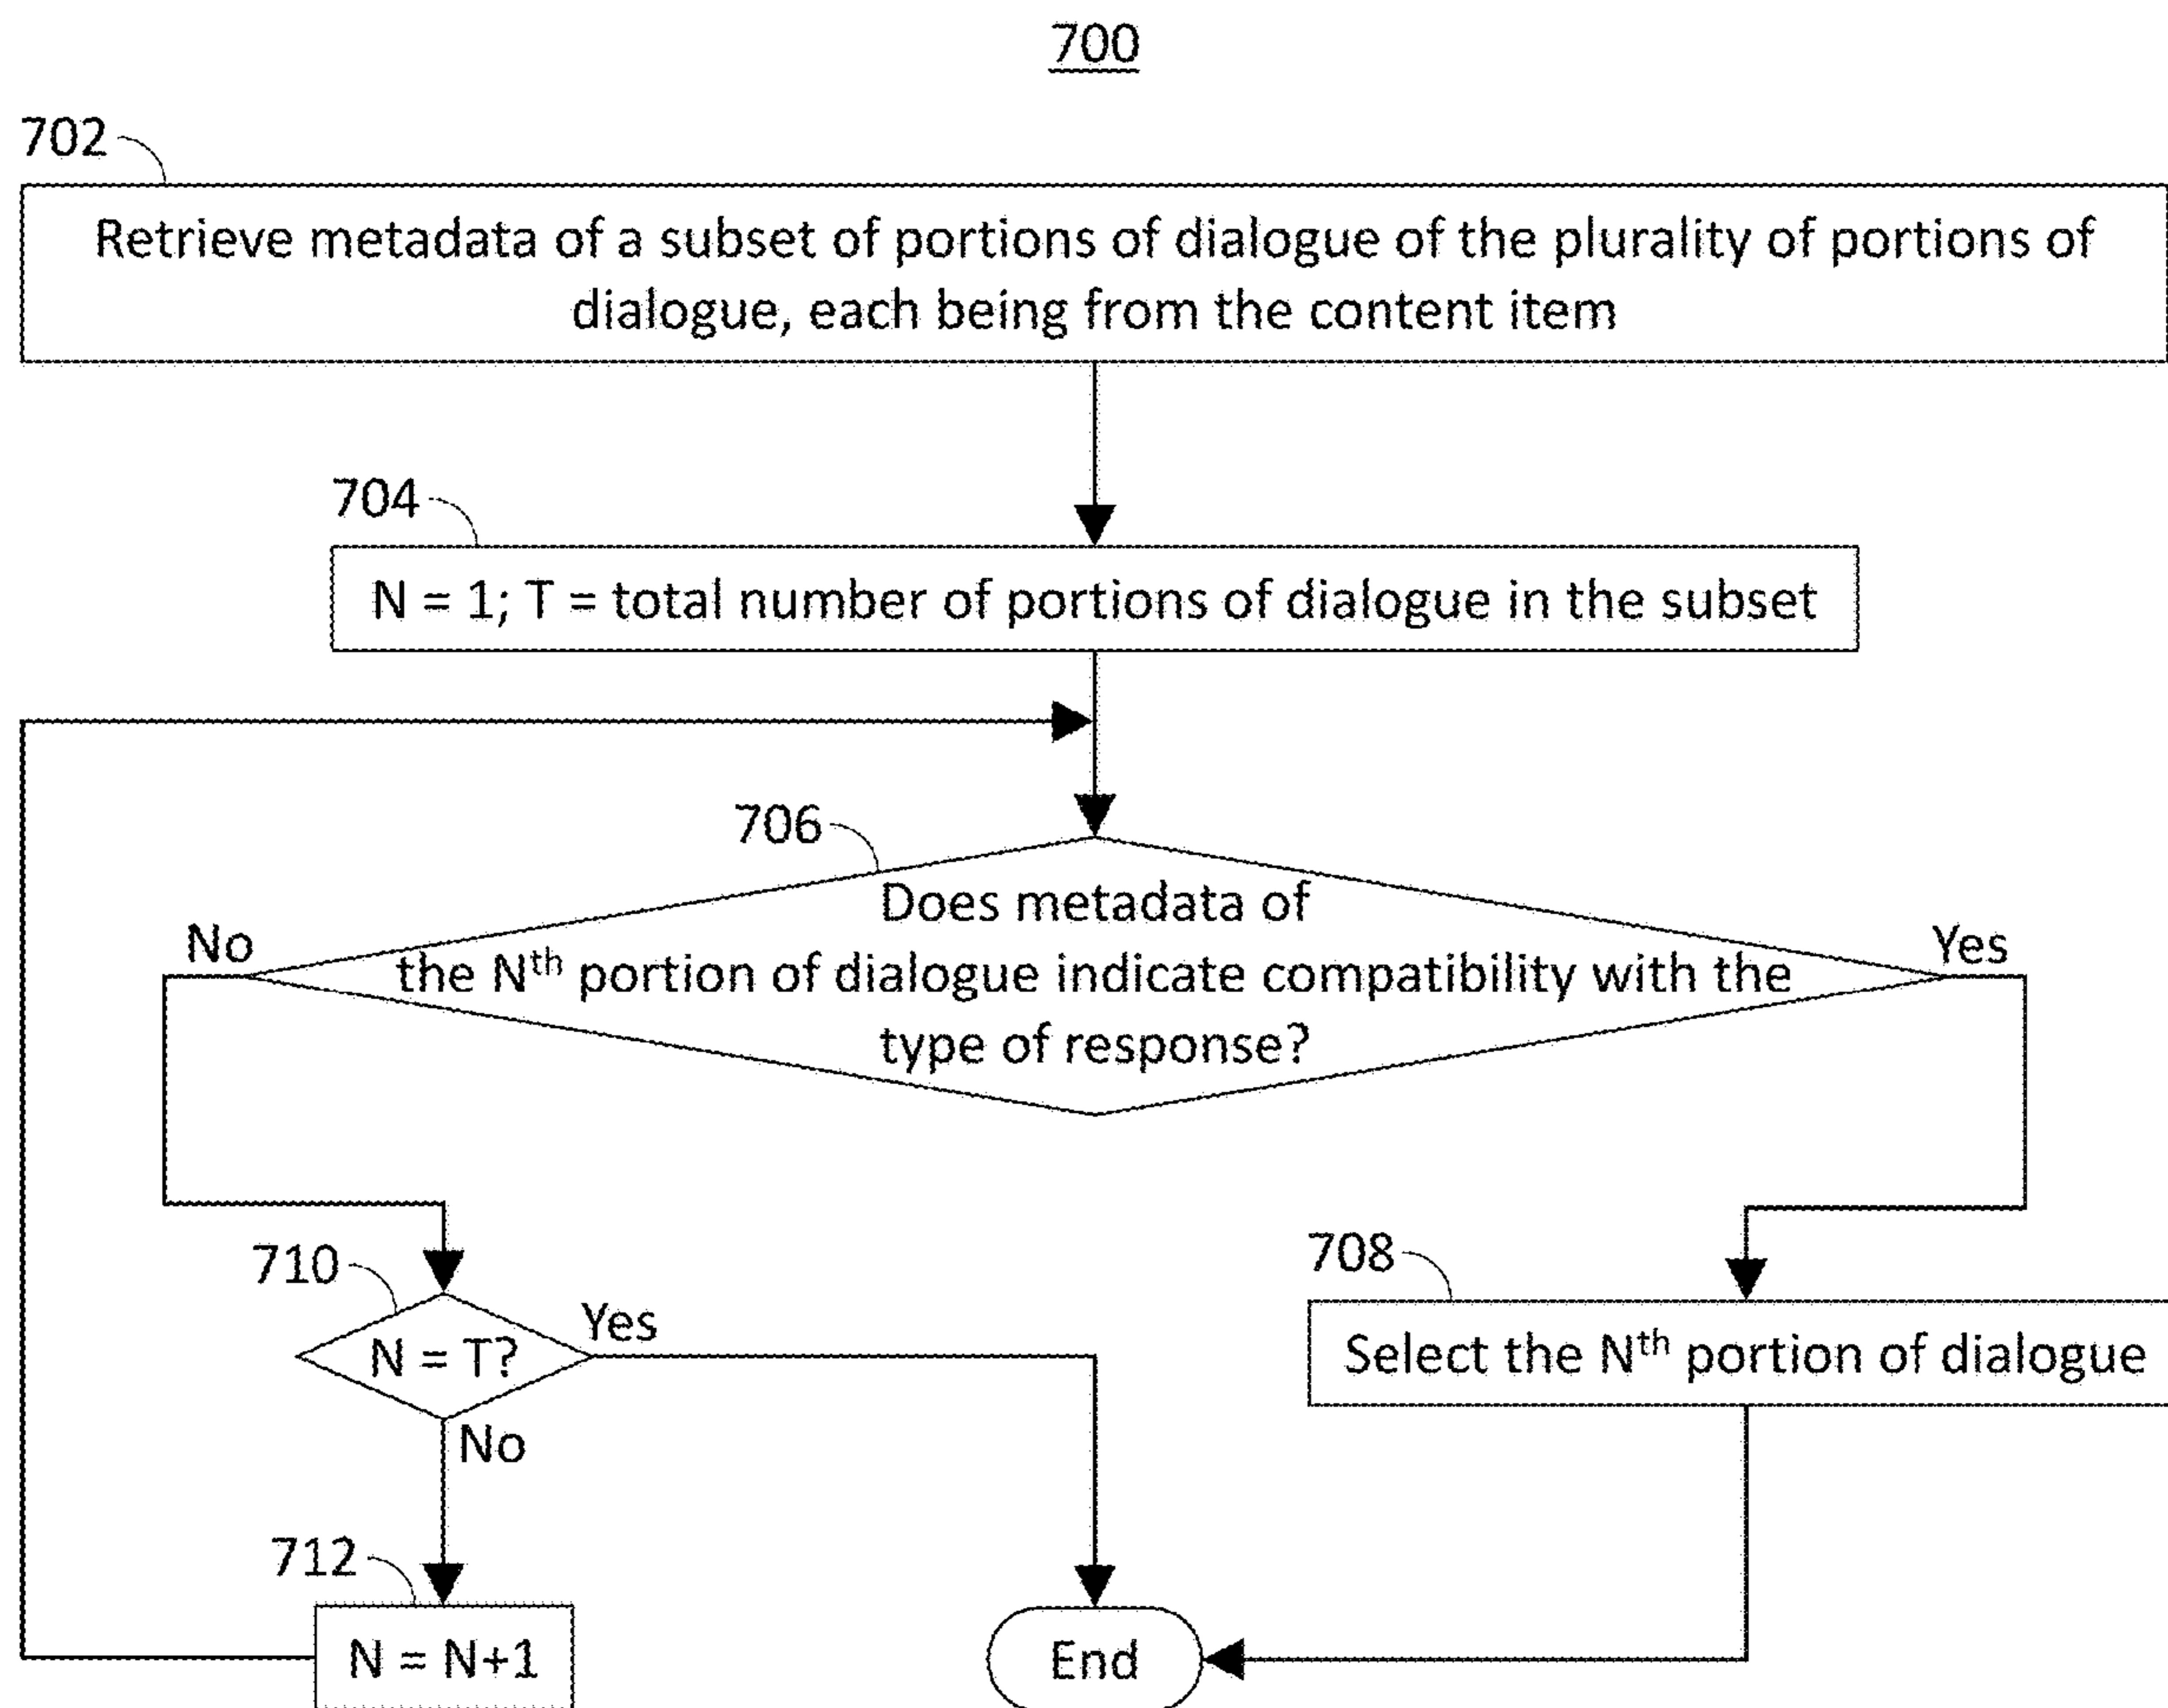 700
702
Retrieve metadata of a subset of portions of dialogue of the plurality of portions of
dialogue, each being from the content item
704
N = 1; T = total number of portions of dialogue in the subset
706
Does metadata of
the Nth portion of dialogue indicate compatibility with the
type of response?
No
Yes
710
N = T?
Yes
No
708
Select the Nth portion of dialogue
712
N = N+1
End